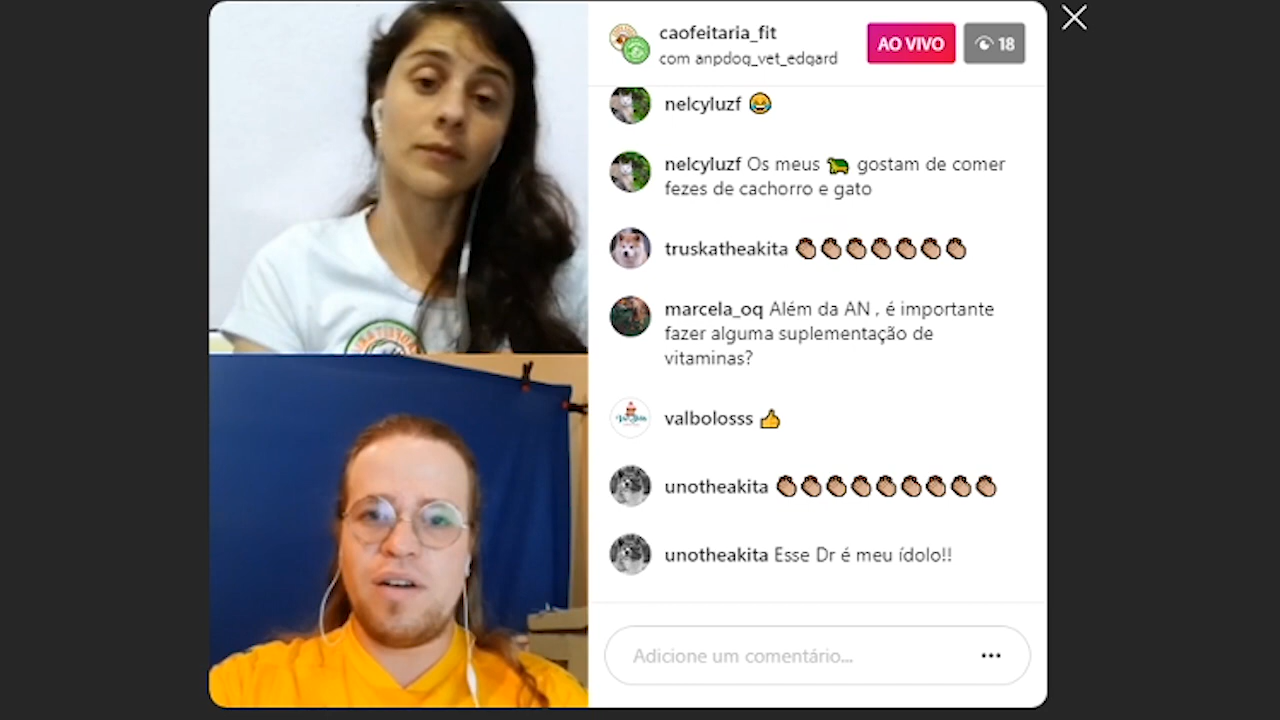 caofeitaria_fit
com anpdog_vet_edgard
AO VIVO
18
nelcyluzf 😂
nelcyluzf Os meus 🐢 gostam de comer
fezes de cachorro e gato
truskatheakita 👏👏👏👏👏👏👏
marcela_oq Além da AN , é importante
fazer alguma suplementação de
vitaminas?
valbolosss 👍
unotheakita 👏👏👏👏👏👏👏👏👏
unotheakita Esse Dr é meu ídolo!!
Adicione um comentário...